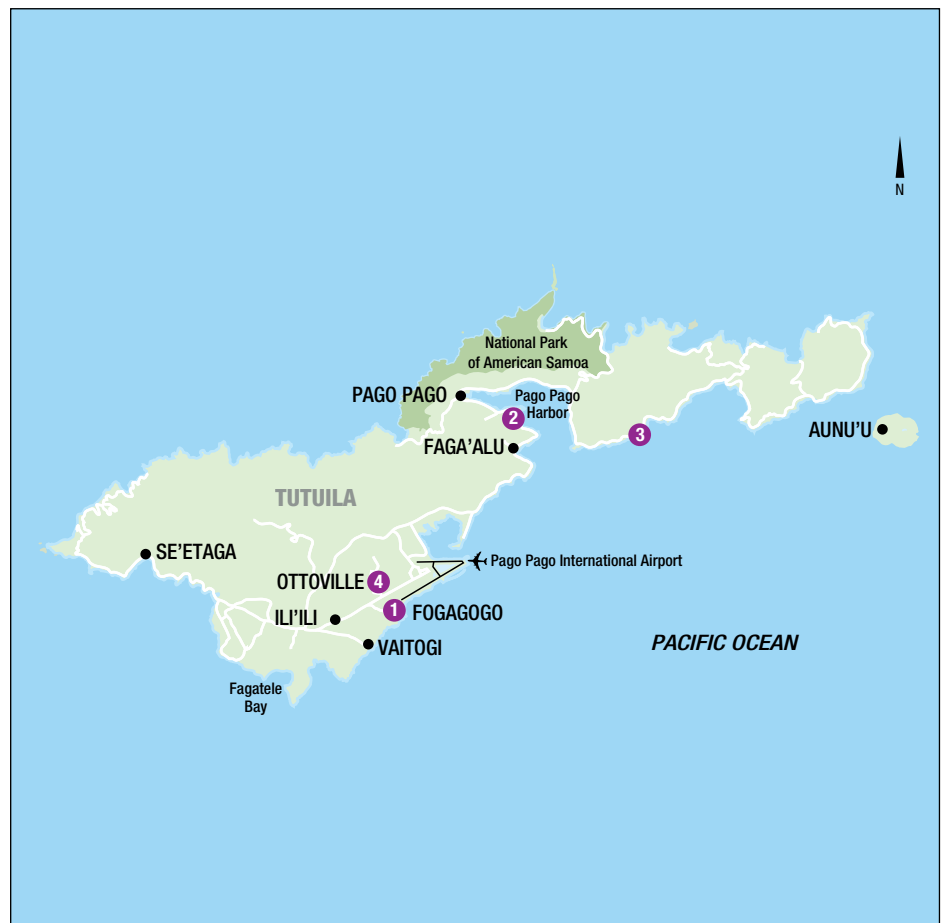 N
National Park
of American Samoa
PAGO PAGO
Pago Pago
Harbor
2
FAGA'ALU
3
AUNU'U
TUTUILA
SE'ETAGA
Pago Pago International Airport
OTTOVILLE 4
ILI'ILI
1 FOGAGOGO
VAITOGI
PACIFIC OCEAN
Fagatele
Bay